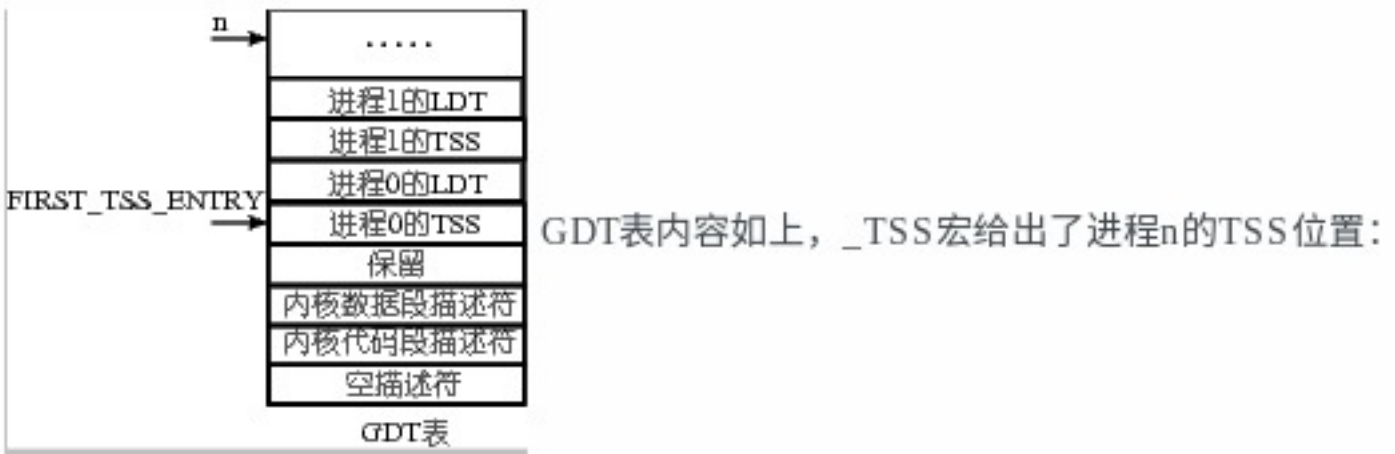 n
.....
进程1的LDT
进程1的TSS
进程0的LDT
FIRST_TSS_ENTRY
进程0的TSS
保留
内核数据段描述符
内核代码段描述符
空描述符
GDT表
GDT表内容如上，_TSS宏给出了进程n的TSS位置：